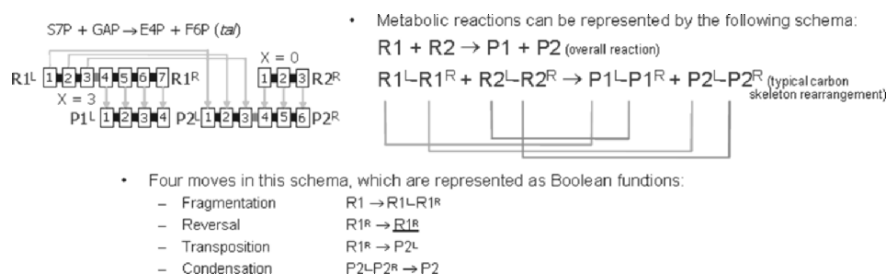 S7P + GAP → E4P + F6P (tal)
X = 0
R1ᴸ 1 2 3 4 5 6 7 R1ᴿ 1 2 3 R2ᴿ
X = 3
P1ᴸ 1 2 3 4 P2ᴸ 1 2 3 4 5 6 P2ᴿ
• Metabolic reactions can be represented by the following schema:
R1 + R2 → P1 + P2 (overall reaction)
R1ᴸ-R1ᴿ + R2ᴸ-R2ᴿ → P1ᴸ-P1ᴿ + P2ᴸ-P2ᴿ (typical carbon
skeleton rearrangement)
• Four moves in this schema, which are represented as Boolean funtions:
– Fragmentation R1 → R1ᴸ-R1ᴿ
– Reversal R1ᴿ → R1ᴿ
– Transposition R1ᴿ → P2ᴸ
– Condensation P2ᴸ-P2ᴿ → P2